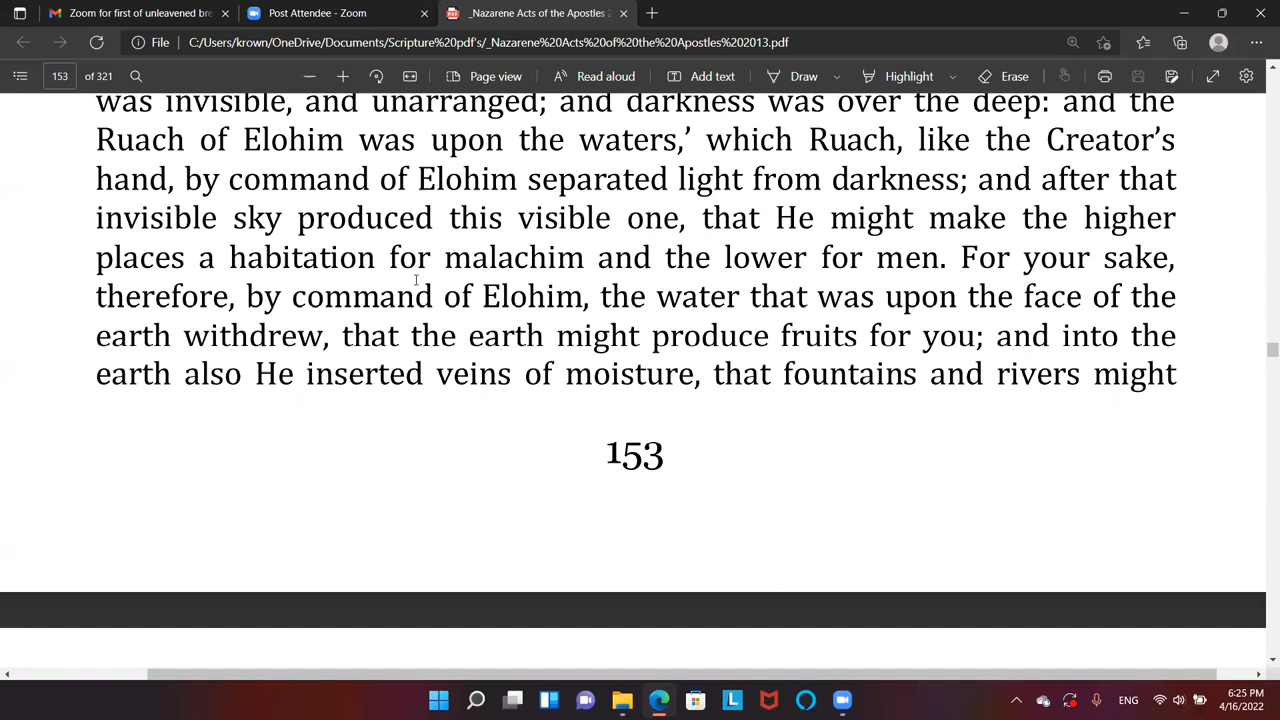 Zoom for first of unleavened bre
Post Attendee - Zoom
_Nazarene Acts of the Apostles 2
File
C:/Users/krown/OneDrive/Documents/Scripture%20pdf's/_Nazarene%20Acts%20of%20the%20Apostles%202013.pdf
153 of 321
Page view
Read aloud
Add text
Draw
Highlight
Erase
was invisible, and unarranged; and darkness was over the deep: and the
Ruach of Elohim was upon the waters,’ which Ruach, like the Creator’s
hand, by command of Elohim separated light from darkness; and after that
invisible sky produced this visible one, that He might make the higher
places a habitation for malachim and the lower for men. For your sake,
therefore, by command of Elohim, the water that was upon the face of the
earth withdrew, that the earth might produce fruits for you; and into the
earth also He inserted veins of moisture, that fountains and rivers might
153
ENG
6:25 PM
4/16/2022